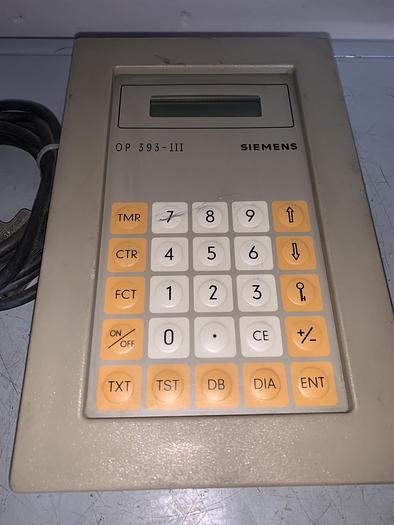 OP 393-III SIEMENS
TMR 7 8 9 ⇧
CTR 4 5 6 ⇩
FCT 1 2 3
ON/OFF 0 . CE +/-
TXT TST DB DIA ENT